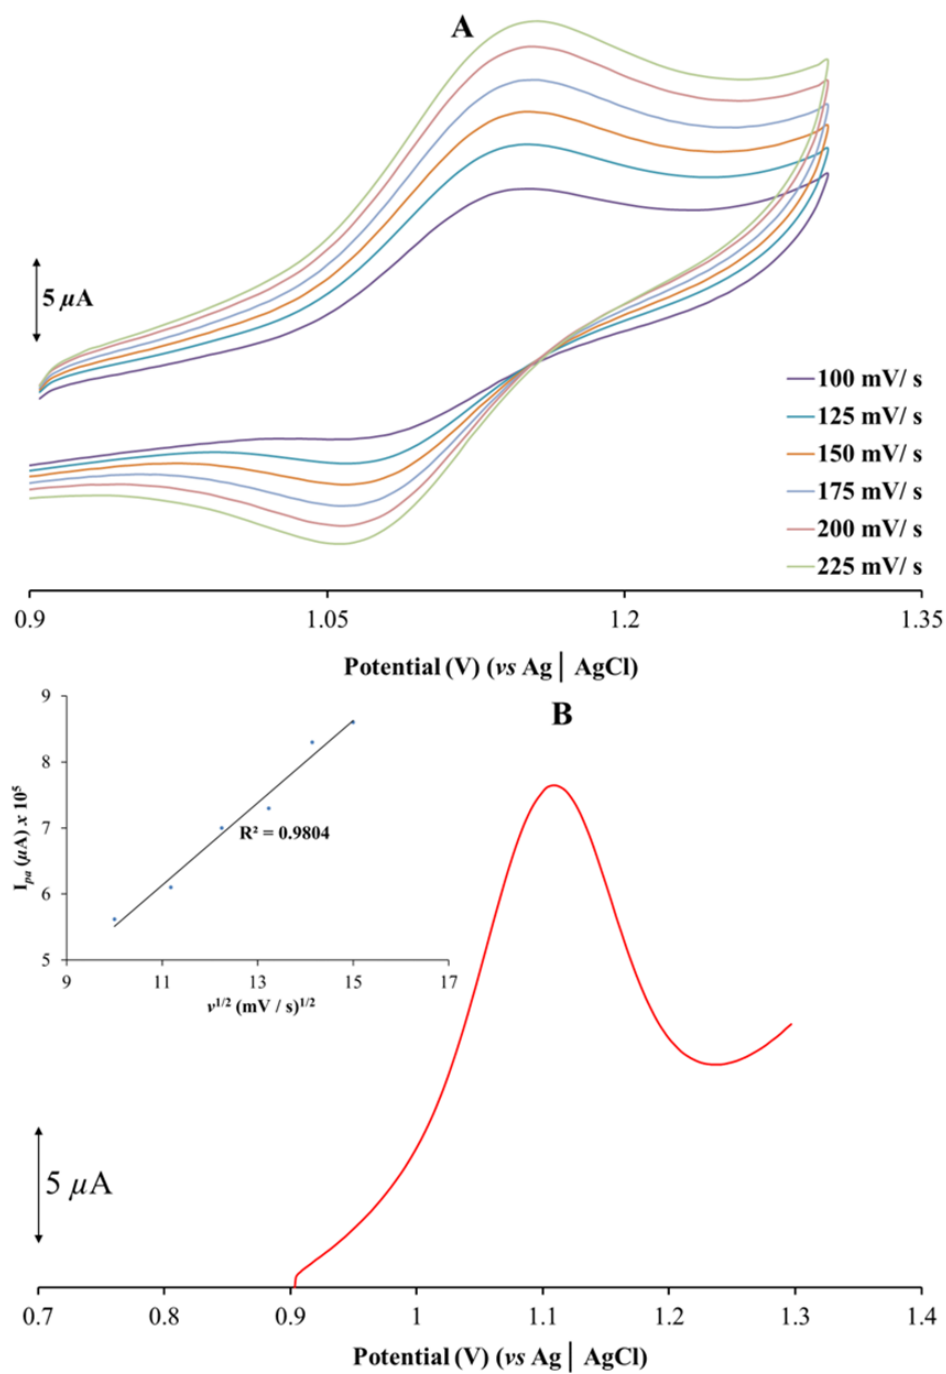 A
5 µA
100 mV/ s
125 mV/ s
150 mV/ s
175 mV/ s
200 mV/ s
225 mV/ s
0.9 1.05 1.2 1.35
Potential (V) (vs Ag│ AgCl)
B
9
8
7
6
5
Ipa (µA) x 10⁵
R² = 0.9804
9 11 13 15 17
v¹/² (mV / s)¹/²
5 µA
0.7 0.8 0.9 1 1.1 1.2 1.3 1.4
Potential (V) (vs Ag│ AgCl)